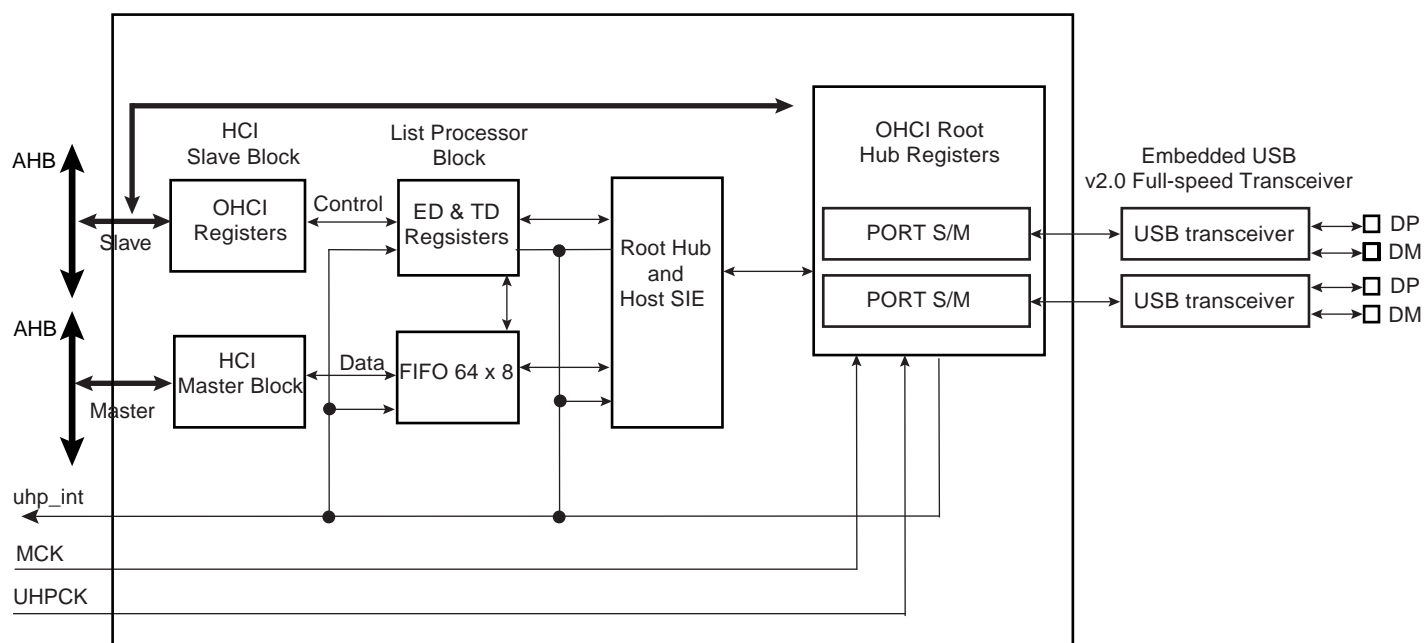 HCI
Slave Block
List Processor
Block
OHCI Root
Hub Registers
Embedded USB
v2.0 Full-speed Transceiver
AHB
Slave
OHCI
Registers
Control
ED & TD
Regsisters
Root Hub
and
Host SIE
PORT S/M
USB transceiver
DP
DM
PORT S/M
USB transceiver
DP
DM
AHB
Master
HCI
Master Block
Data
FIFO 64 x 8
uhp_int
MCK
UHPCK